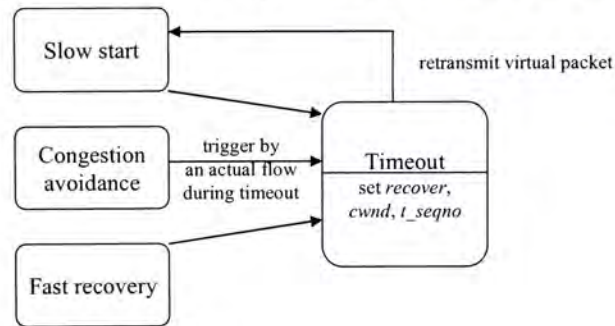 Slow start
retransmit virtual packet
Congestion
avoidance
trigger by
an actual flow
during timeout
Timeout
set recover,
cwnd, t_seqno
Fast recovery